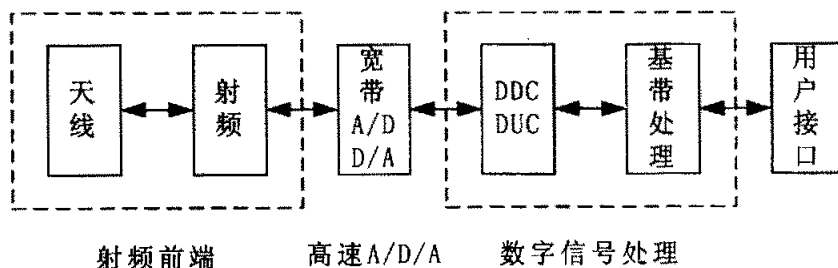 天线
射频
宽带
A/D
D/A
DDC
DUC
基带处理
用户接口
射频前端
高速A/D/A
数字信号处理